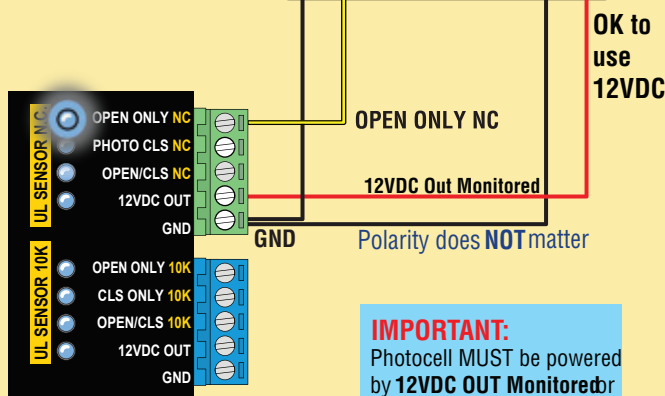 OK to
use
12VDC
UL SENSOR N.C.
OPEN ONLY NC
PHOTO CLS NC
OPEN/CLS NC
12VDC OUT
GND
OPEN ONLY NC
12VDC Out Monitored
GND
Polarity does NOT matter
UL SENSOR 10K
OPEN ONLY 10K
CLS ONLY 10K
OPEN/CLS 10K
12VDC OUT
GND
IMPORTANT:
Photocell MUST be powered
by 12VDC OUT Monitored or